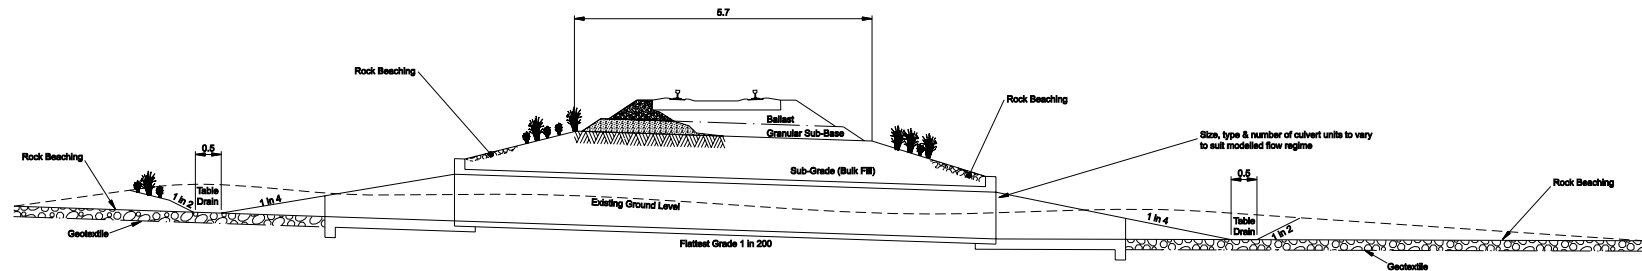 5.7
Rock Beaching
Rock Beaching
Ballast
Granular Sub-Base
Size, type & number of culvert units to vary
to suit modelled flow regime
Rock Beaching
0.5
Table
Drain
1 in 2
1 in 4
Sub-Grade (Bulk Fill)
0.5
Rock Beaching
Existing Ground Level
1 in 4
Table
Drain
1 in 2
Geotextile
Flattest Grade 1 in 200
Geotextile